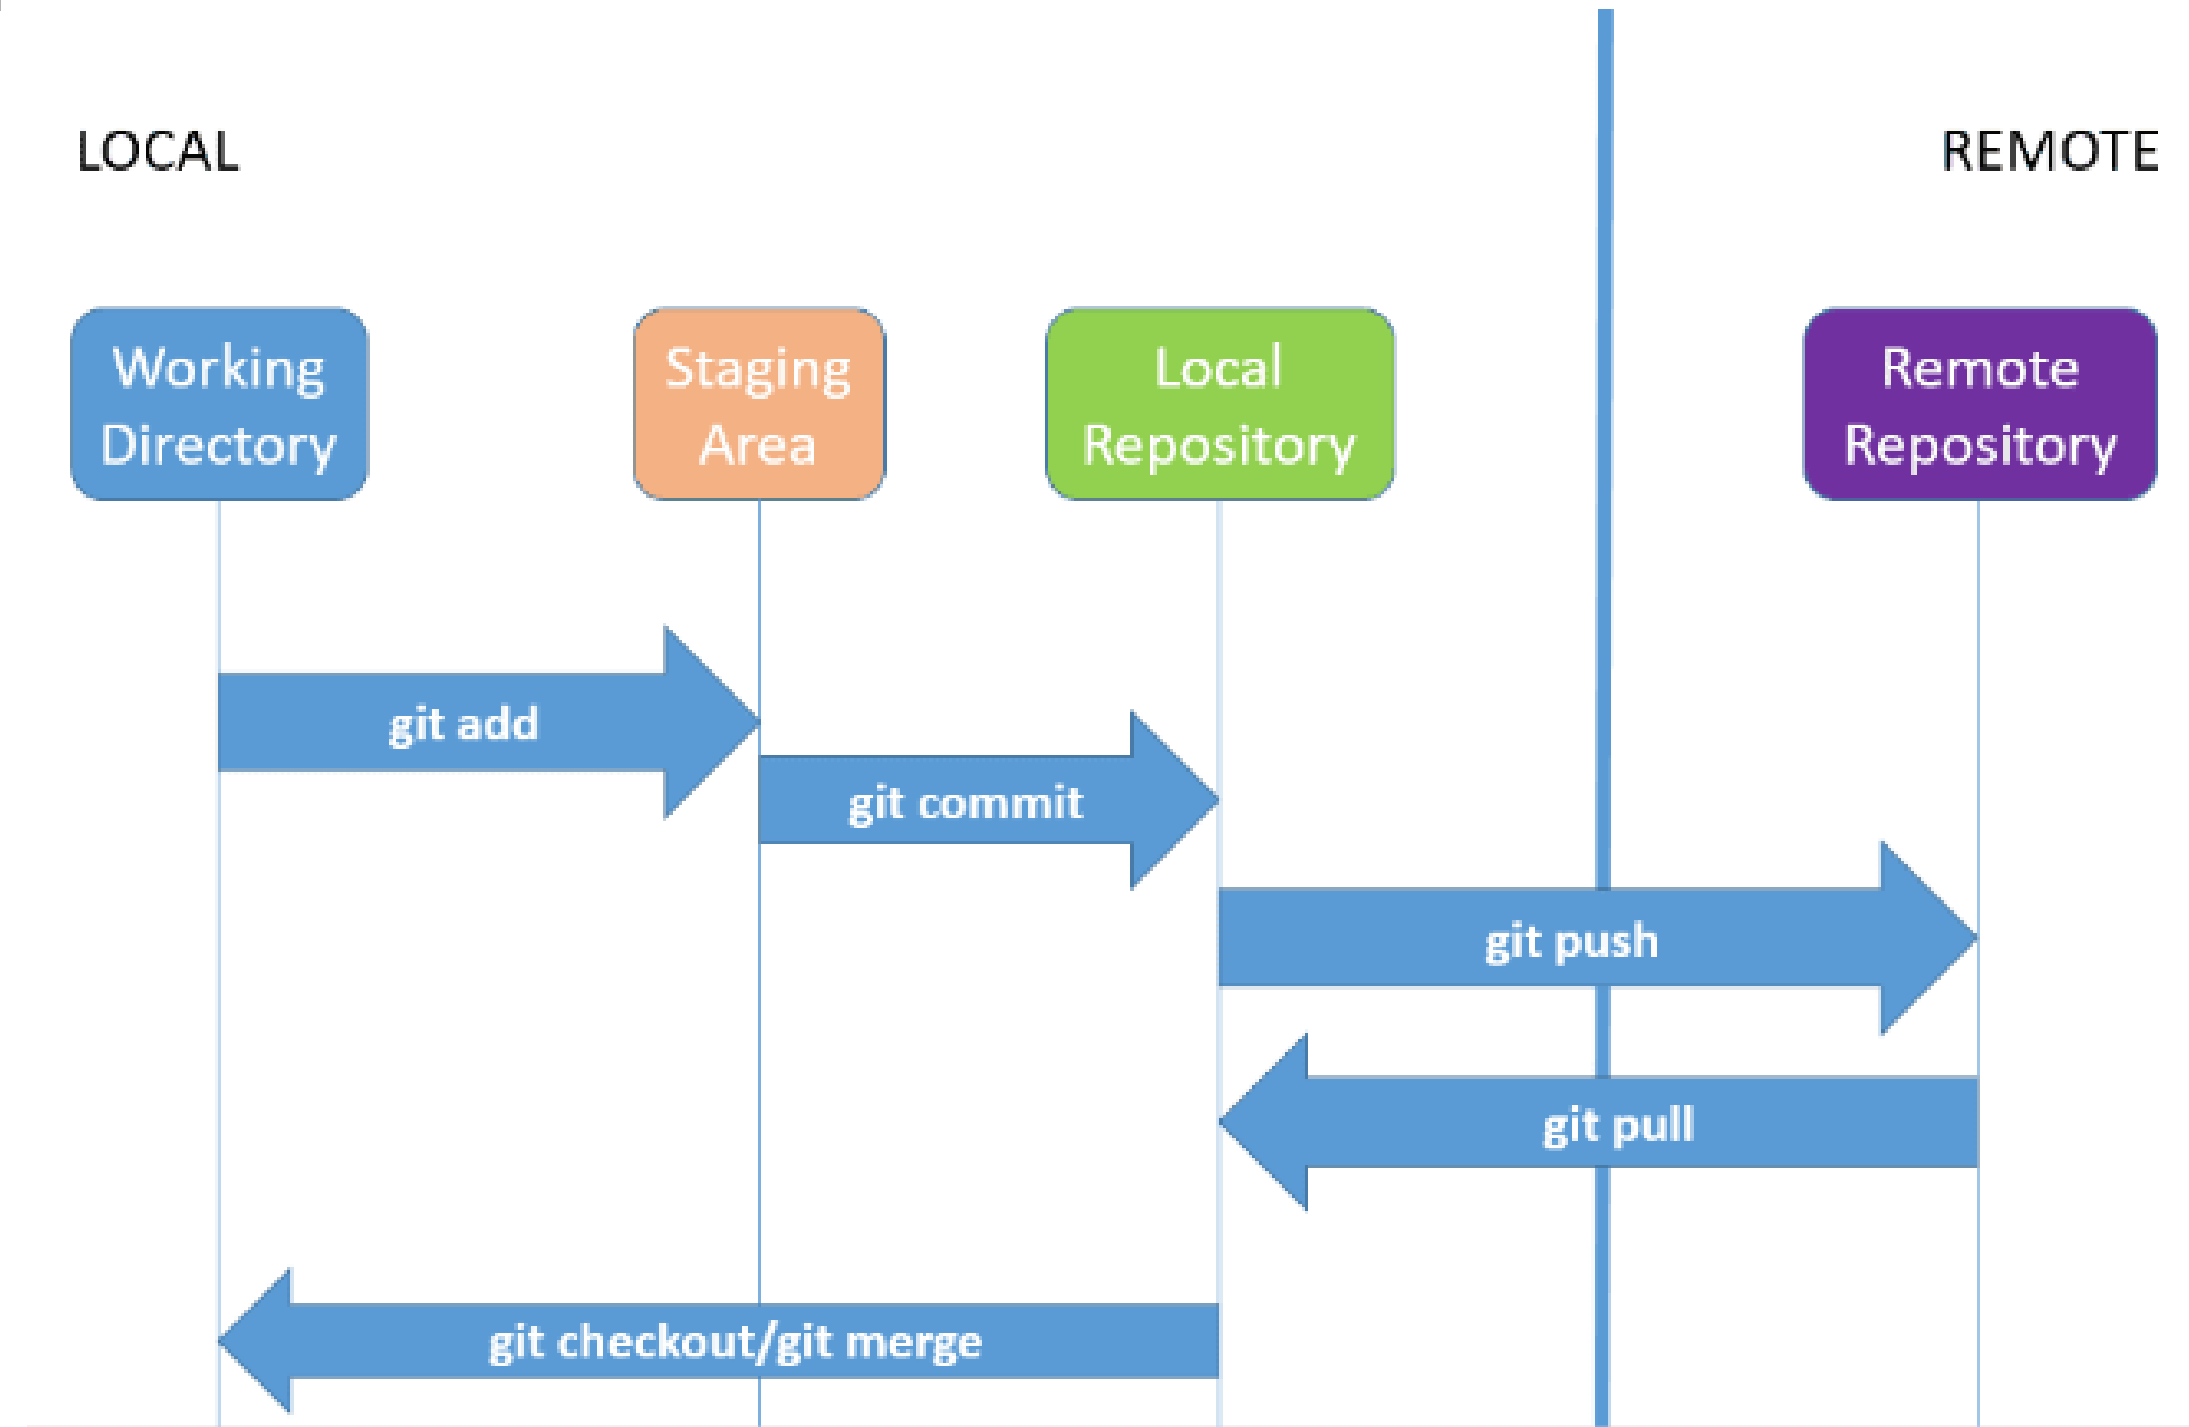 LOCAL
REMOTE
Working
Directory
Staging
Area
Local
Repository
Remote
Repository
git add
git commit
git push
git pull
git checkout/git merge